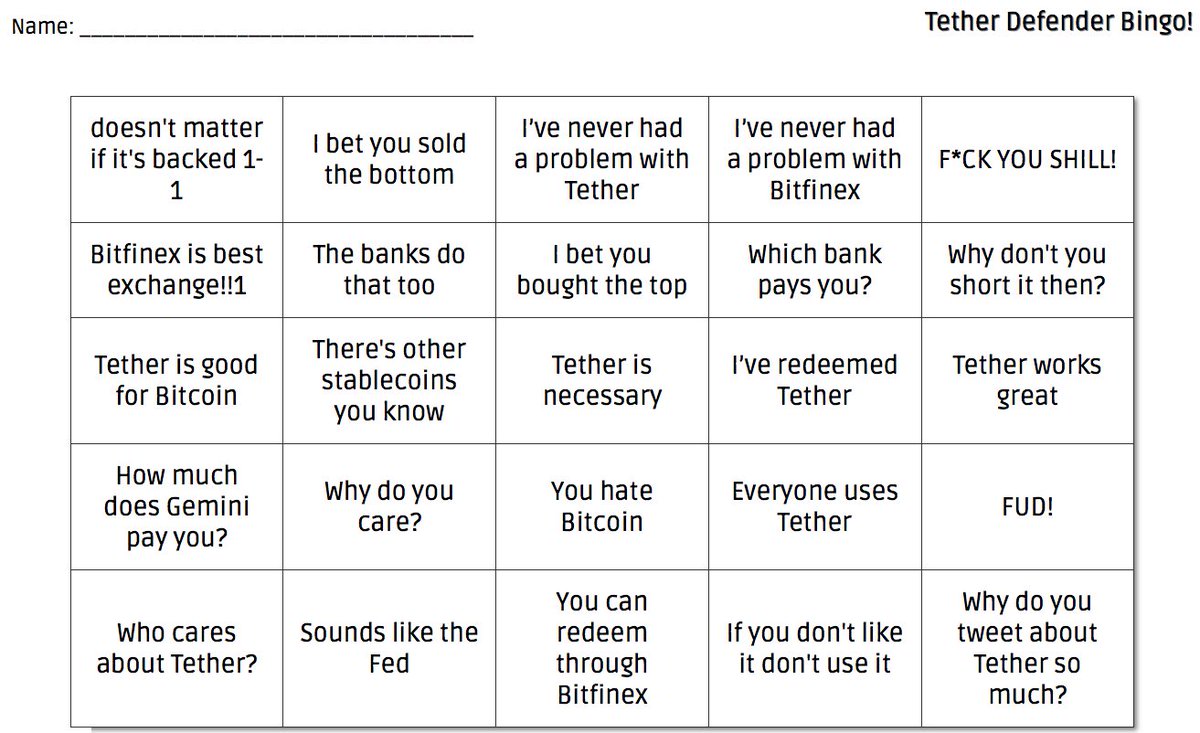 Name: ___________________________________
Tether Defender Bingo!
doesn't matter
if it's backed 1-
1
I bet you sold
the bottom
I’ve never had
a problem with
Tether
I’ve never had
a problem with
Bitfinex
F*CK YOU SHILL!
Bitfinex is best
exchange!!1
The banks do
that too
I bet you
bought the top
Which bank
pays you?
Why don't you
short it then?
Tether is good
for Bitcoin
There's other
stablecoins
you know
Tether is
necessary
I’ve redeemed
Tether
Tether works
great
How much
does Gemini
pay you?
Why do you
care?
You hate
Bitcoin
Everyone uses
Tether
FUD!
Who cares
about Tether?
Sounds like the
Fed
You can
redeem
through
Bitfinex
If you don't like
it don't use it
Why do you
tweet about
Tether so
much?